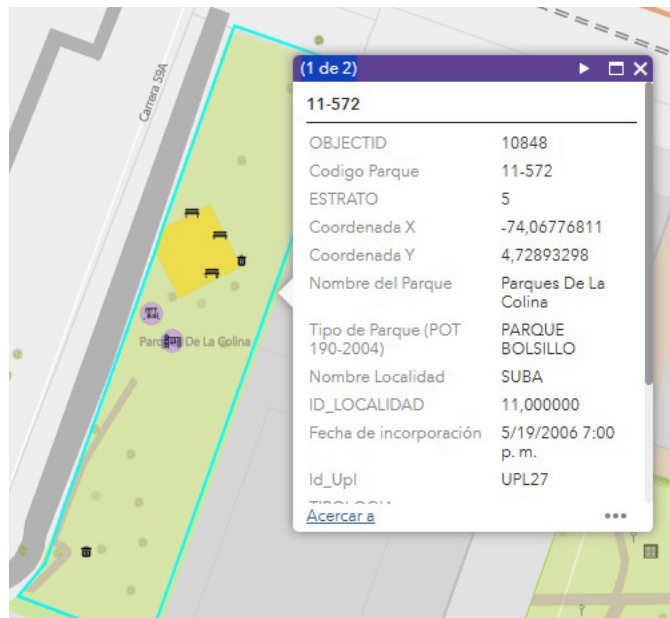 Carrera 59A
Parques De La Colina
(1 de 2)
11-572
OBJECTID 10848
Codigo Parque 11-572
ESTRATO 5
Coordenada X -74,06776811
Coordenada Y 4,72893298
Nombre del Parque Parques De La
Colina
Tipo de Parque (POT PARQUE
190-2004) BOLSILLO
Nombre Localidad SUBA
ID_LOCALIDAD 11,000000
Fecha de incorporación 5/19/2006 7:00
p. m.
Id_Upl UPL27
TIPOLOGIA
Acercar a